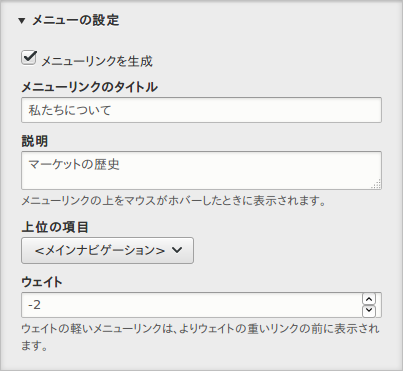 メニューの設定
メニューリンクを生成
メニューリンクのタイトル
私たちについて
説明
マーケットの歴史
メニューリンクの上をマウスがホバーしたときに表示されます。
上位の項目
<メインナビゲーション>
ウェイト
-2
ウェイトの軽いメニューリンクは、よりウェイトの重いリンクの前に表示され
ます。